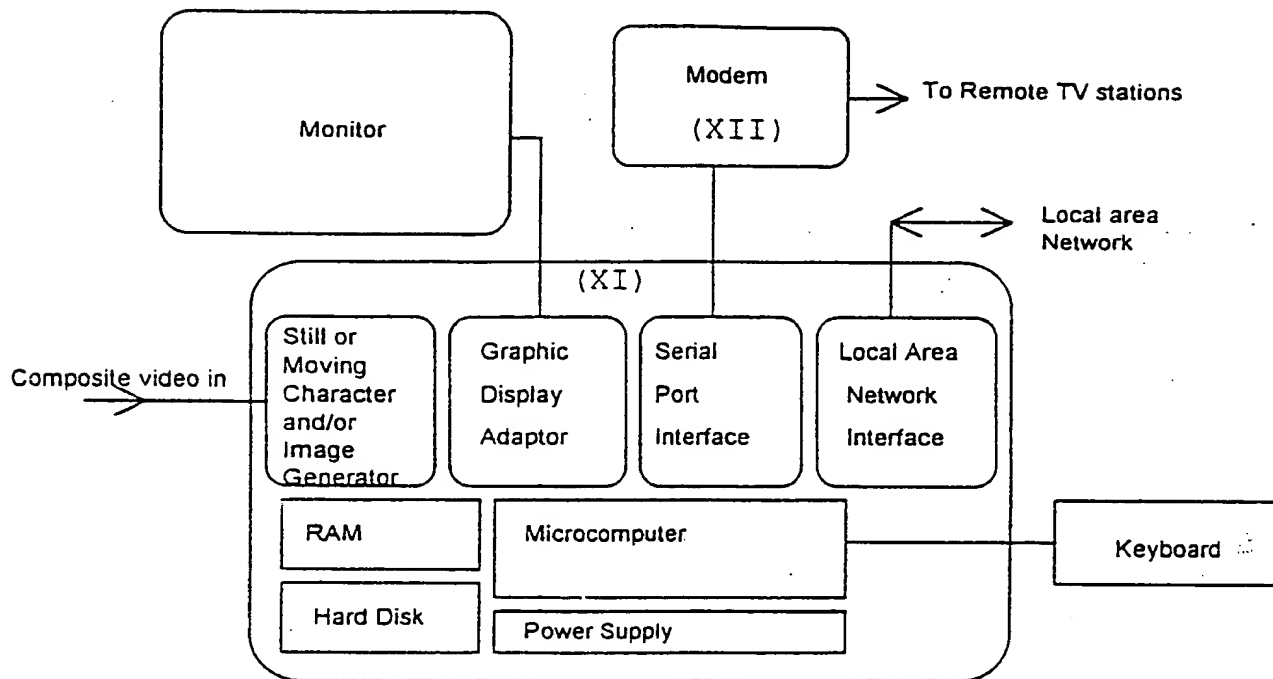 Monitor
Modem
(XII)
To Remote TV stations
Local area
Network
(XI)
Composite video in
Still or
Moving
Character
and/or
Image
Generator
Graphic
Display
Adaptor
Serial
Port
Interface
Local Area
Network
Interface
RAM
Microcomputer
Keyboard
Hard Disk
Power Supply